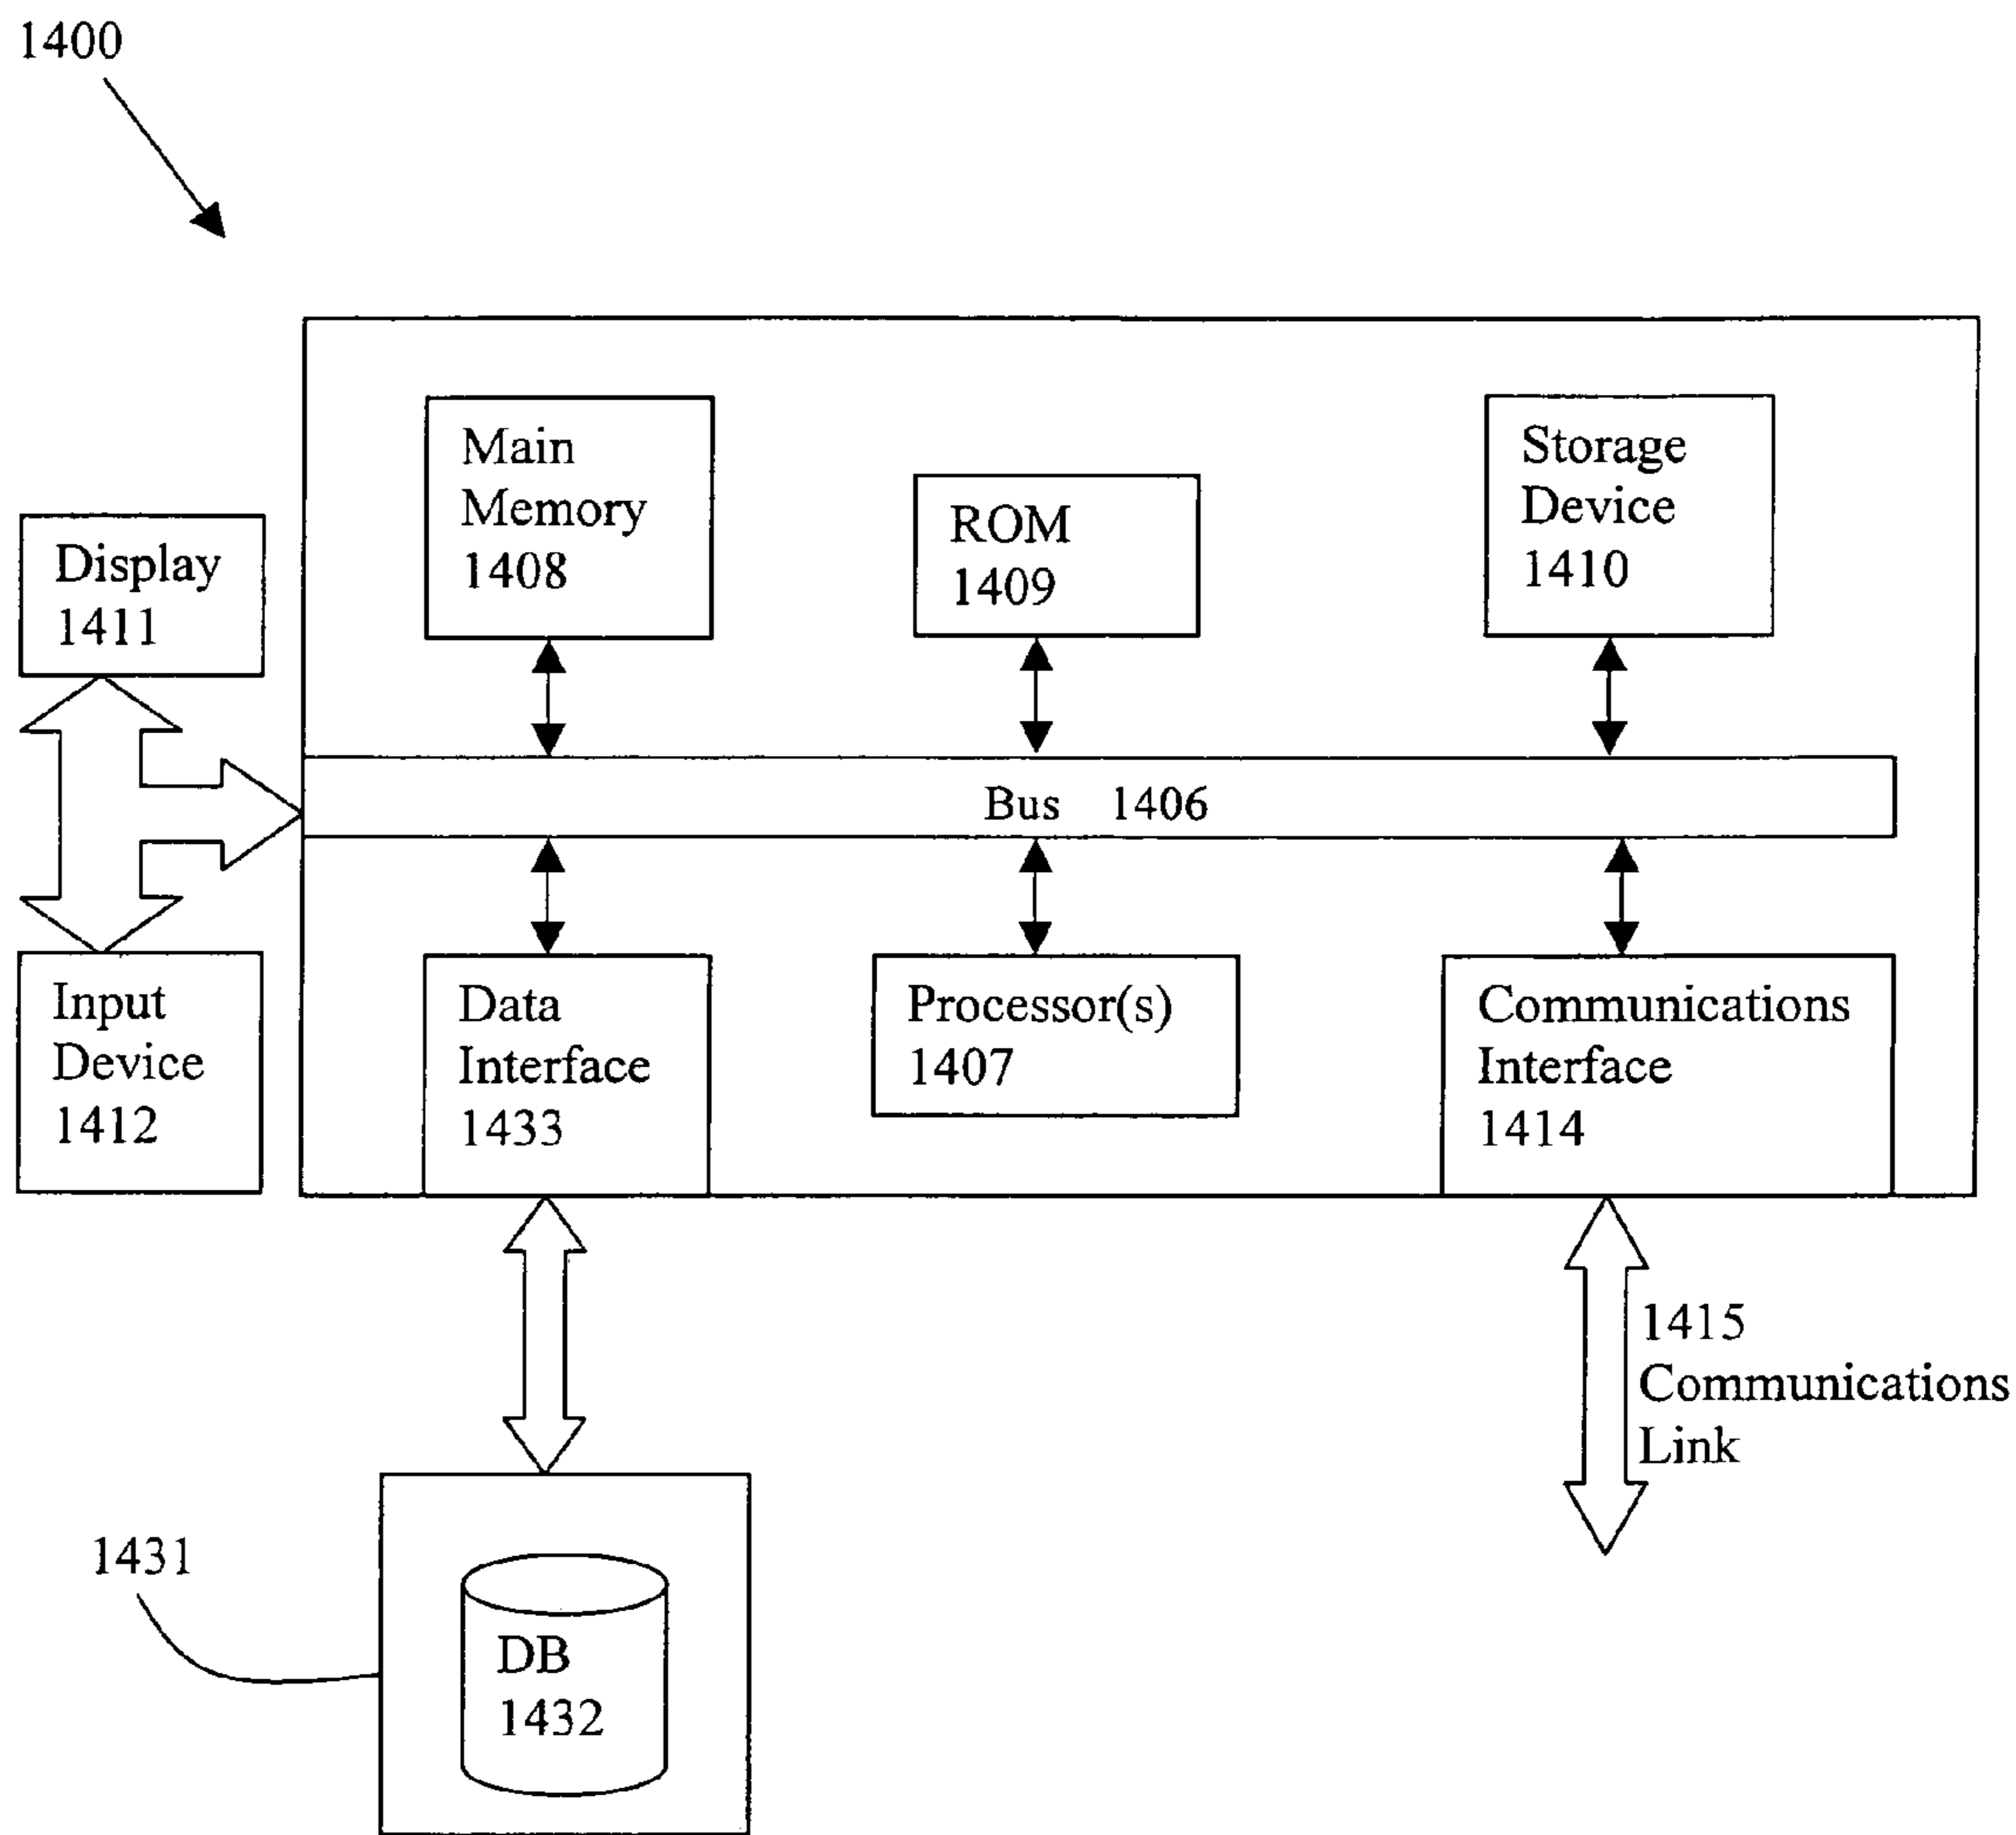 1400
Main
Memory
1408
ROM
1409
Storage
Device
1410
Display
1411
Bus 1406
Input
Device
1412
Data
Interface
1433
Processor(s)
1407
Communications
Interface
1414
1415
Communications
Link
1431
DB
1432